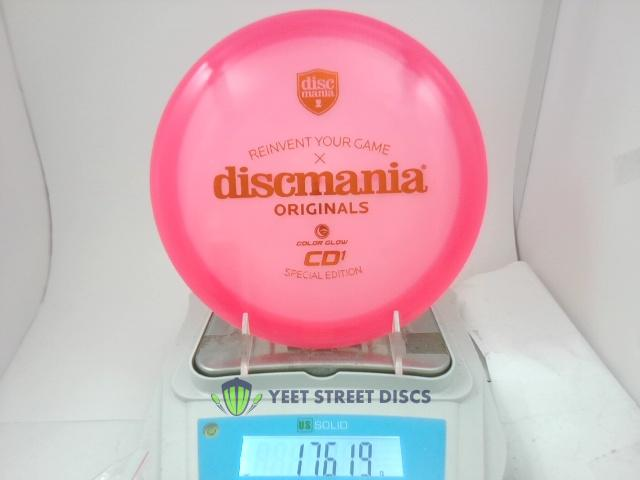 disc
mania
REINVENT YOUR GAME
X
discmania®
ORIGINALS
COLOR GLOW
CD1
SPECIAL EDITION
YEET STREET DISCS
US SOLID
176.19 g